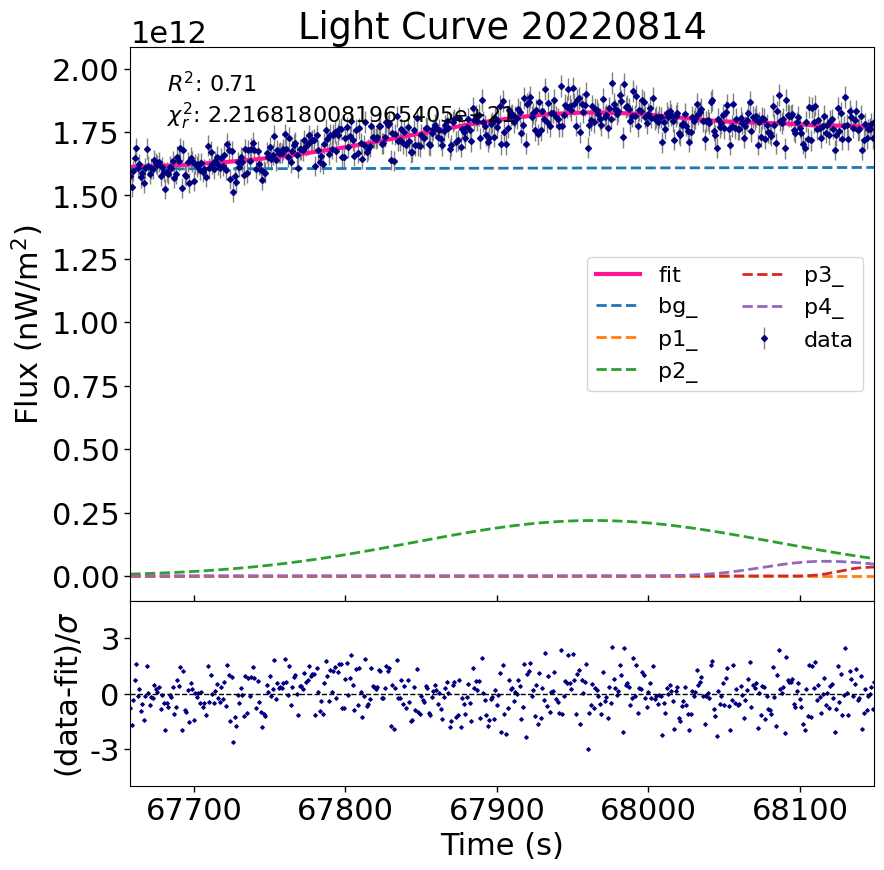 Light Curve 20220814
1e12
R²: 0.71
χ²ᵣ: 2.2168180081965405e+21
2.00
1.75
1.50
1.25
1.00
0.75
0.50
0.25
0.00
Flux (nW/m²)
fit
bg_
p1_
p2_
p3_
p4_
data
3
0
-3
(data-fit)/σ
67700 67800 67900 68000 68100
Time (s)